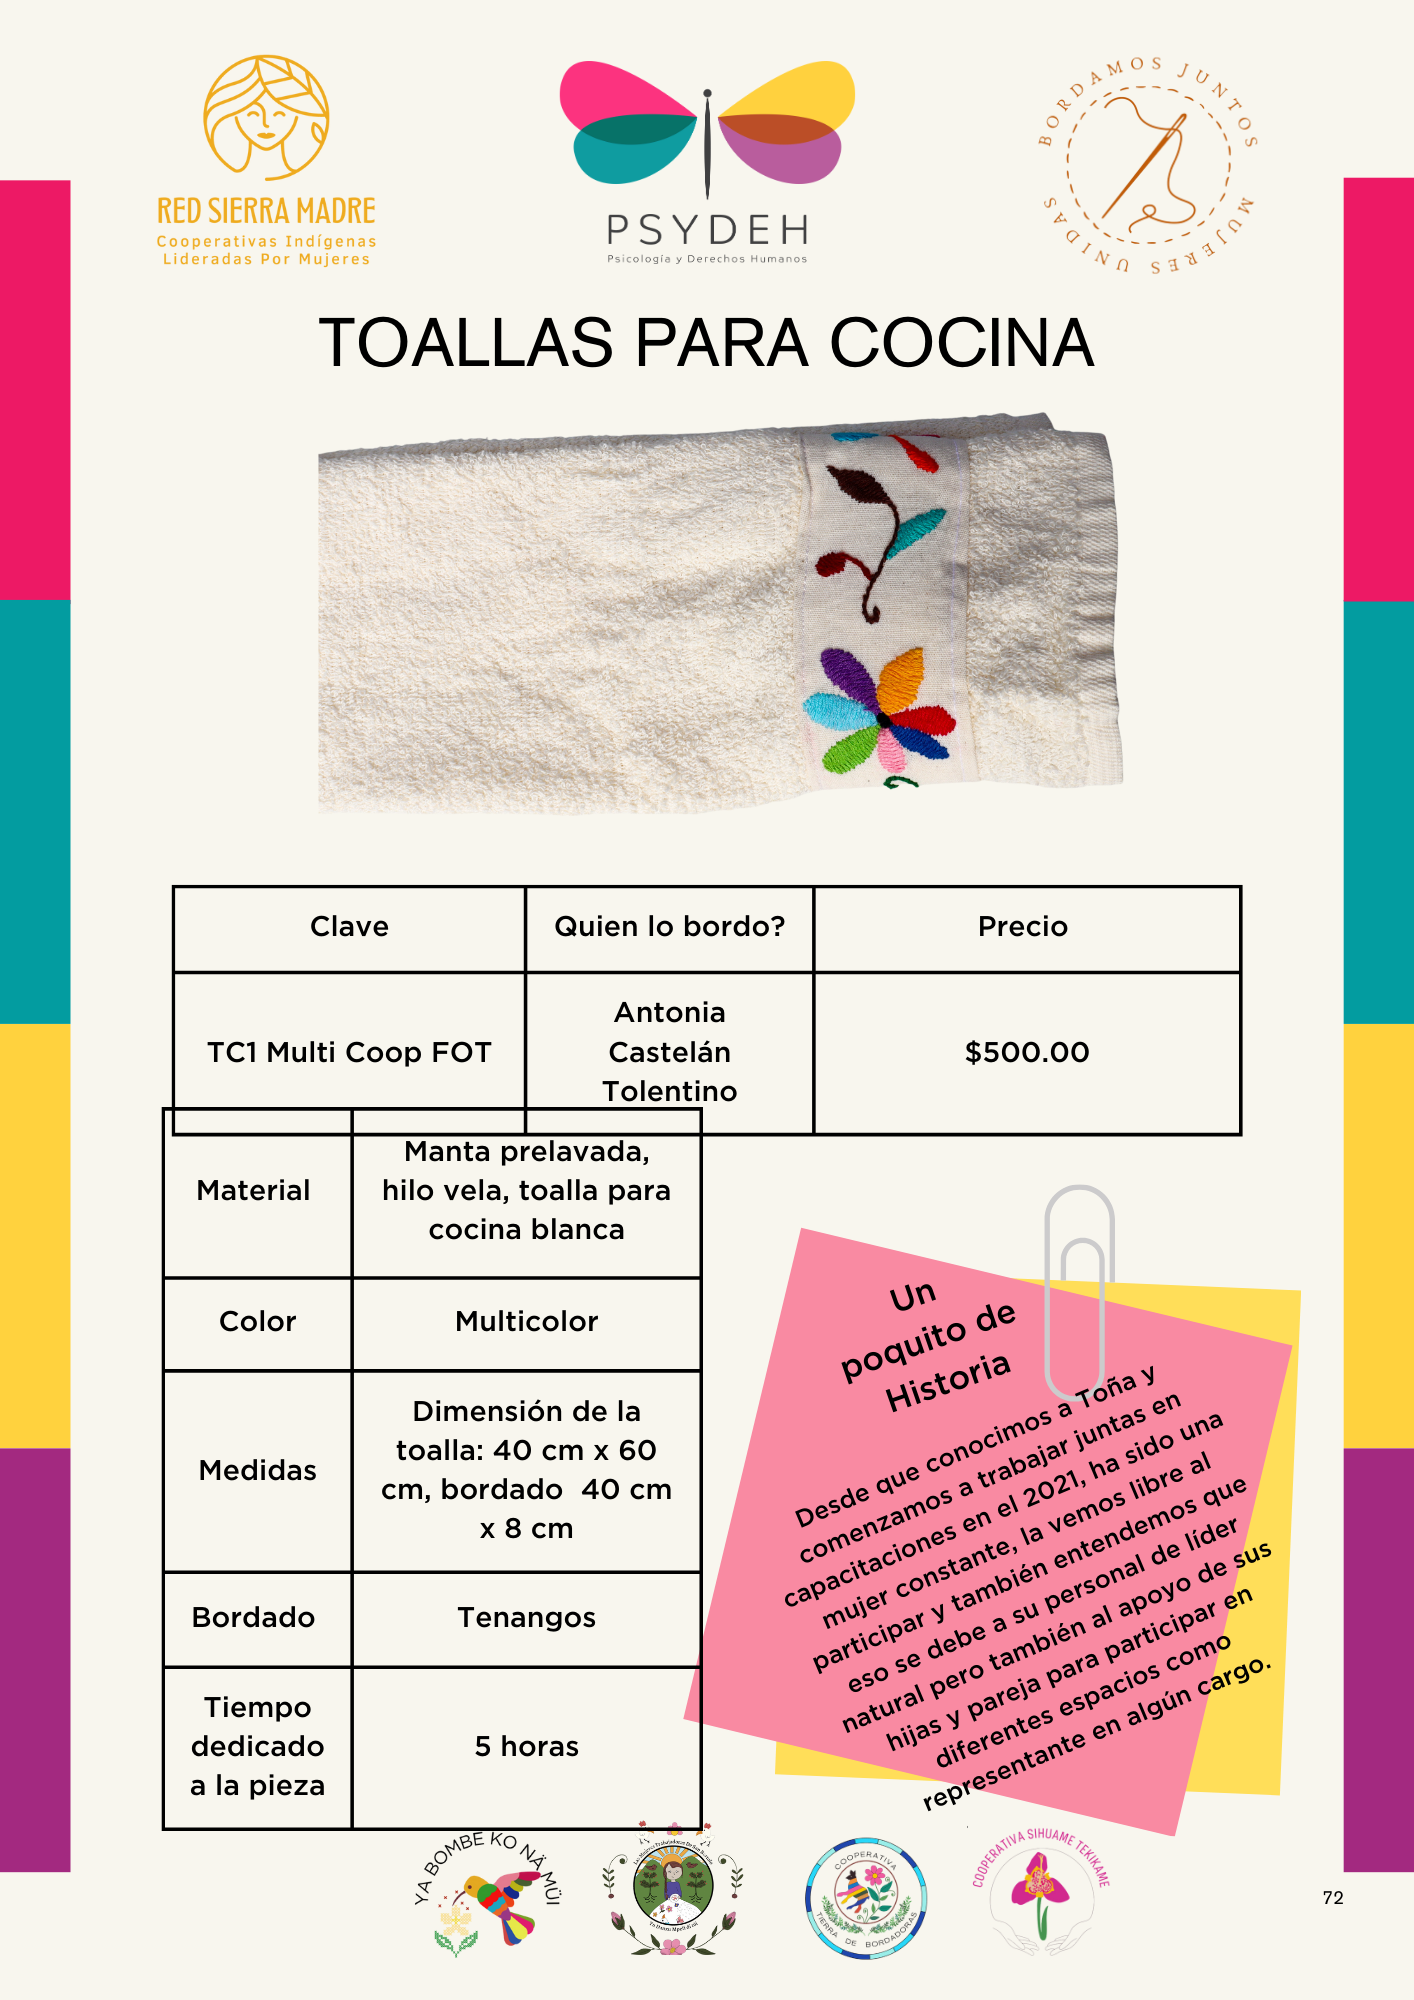 RED SIERRA MADRE
Cooperativas Indígenas
Lideradas Por Mujeres
PSYDEH
Psicología y Derechos Humanos
BORDAMOS JUNTOS
MUJERES UNIDAS
TOALLAS PARA COCINA
Clave
Quien lo bordo?
Precio
TC1 Multi Coop FOT
Antonia
Castelán
Tolentino
$500.00
Material
Manta prelavada,
hilo vela, toalla para
cocina blanca
Color
Multicolor
Medidas
Dimensión de la
toalla: 40 cm x 60
cm, bordado 40 cm
x 8 cm
Bordado
Tenangos
Tiempo
dedicado
a la pieza
5 horas
Un
poquito de
Historia
Desde que conocimos a Toña y
comenzamos a trabajar juntas en
capacitaciones en el 2021, ha sido una
mujer constante, la vemos libre al
participar y también entendemos que
eso se debe a su personal de líder
natural pero también al apoyo de sus
hijas y pareja para participar en
diferentes espacios como
representante en algún cargo.
YA BOMBE KO NÄ MÜI
COOPERATIVA
TIERRA DE BORDADORAS
COOPERATIVA SIHUAME TEKIKAME
72